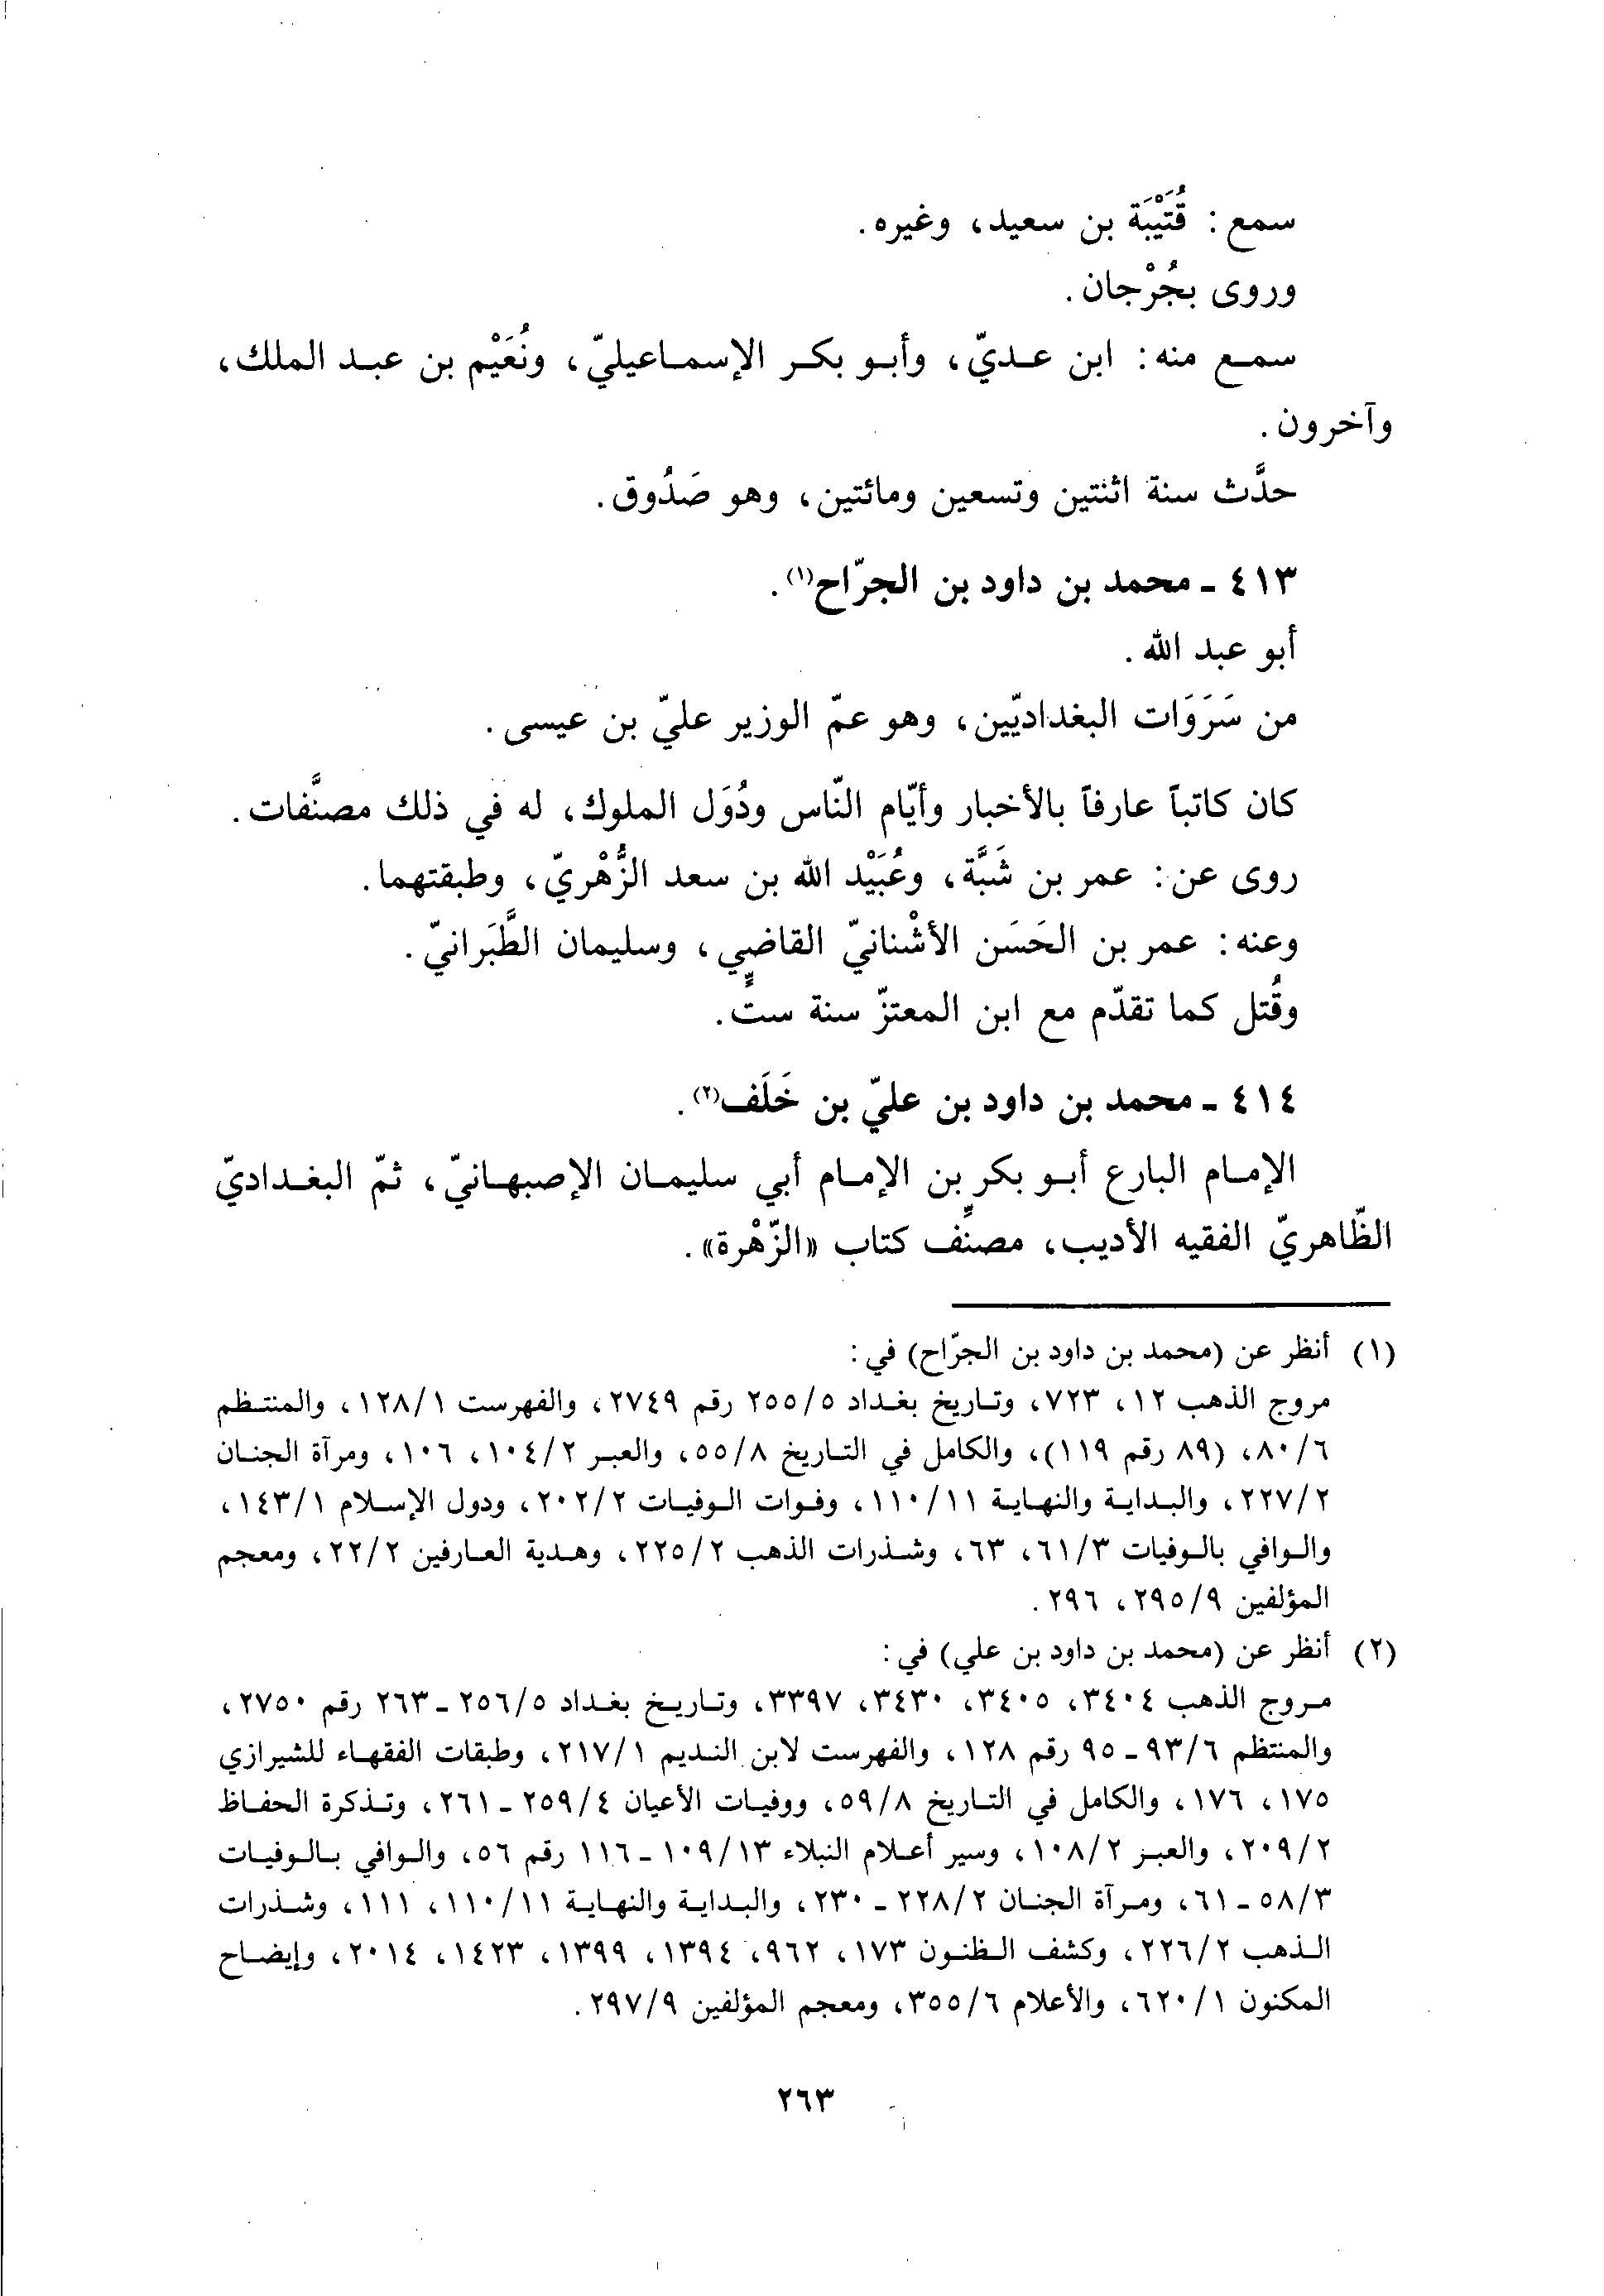 سمع: قُتَيْبَة بن سعيد، وغيره.
وروى بجُرْجان.
سمع منه: ابن عديّ، وأبو بكر الإسماعيليّ، ونُعَيْم بن عبد الملك،
وآخرون.
حدَّث سنة اثنتين وتسعين ومائتين، وهو صَدُوق.
٤١٣ - محمد بن داود بن الجرّاح(١).
أبو عبد الله.
من سَرَوَات البغداديّين، وهو عمّ الوزير عليّ بن عيسى.
كان كاتباً عارفاً بالأخبار وأيّام النّاس ودُوَل الملوك، له في ذلك مصنَّفات.
روى عن: عمر بن شَبَّة، وعُبَيْد الله بن سعد الزُّهْريّ، وطبقتهما.
وعنه: عمر بن الحَسَن الأشْنانيّ القاضي، وسليمان الطَّبَرانيّ.
وقُتل كما تقدّم مع ابن المعتزّ سنة ستٍّ.
٤١٤ - محمد بن داود بن عليّ بن خَلَف(٢).
الإمام البارع أبو بكر بن الإمام أبي سليمان الإصبهانيّ، ثمّ البغداديّ
الظّاهريّ الفقيه الأديب، مصنِّف كتاب «الزّهْرة».
(١) أنظر عن (محمد بن داود بن الجرّاح) في:
مروج الذهب ١٢، ٧٢٣، وتاريخ بغداد ٢٥٥/٥ رقم ٢٧٤٩، والفهرست ١٢٨/١، والمنتظم
٨٠/٦، (٨٩ رقم ١١٩)، والكامل في التاريخ ٥٥/٨، والعبر ١٠٤/٢، ١٠٦، ومرآة الجنان
٢٢٧/٢، والبداية والنهاية ١١٠/١١، وفوات الوفيات ٢٠٢/٢، ودول الإسلام ١٤٣/١،
والوافي بالوفيات ٦١/٣، ٦٣، وشذرات الذهب ٢٢٥/٢، وهدية العارفين ٢٢/٢، ومعجم
المؤلفين ٢٩٥/٩، ٢٩٦.
(٢) أنظر عن (محمد بن داود بن علي) في:
مروج الذهب ٣٤٠٤، ٣٤٠٥، ٣٤٣٠، ٣٣٩٧، وتاريخ بغداد ٢٥٦/٥ - ٢٦٣ رقم ٢٧٥٠،
والمنتظم ٩٣/٦ - ٩٥ رقم ١٢٨، والفهرست لابن النديم ٢١٧/١، وطبقات الفقهاء للشيرازي
١٧٥، ١٧٦، والكامل في التاريخ ٥٩/٨، ووفيات الأعيان ٢٥٩/٤ - ٢٦١، وتذكرة الحفاظ
٢٠٩/٢، والعبر ١٠٨/٢، وسير أعلام النبلاء ١٠٩/١٣ - ١١٦ رقم ٥٦، والوافي بالوفيات
٥٨/٣ - ٦١، ومرآة الجنان ٢٢٨/٢ - ٢٣٠، والبداية والنهاية ١١٠/١١، ١١١، وشذرات
الذهب ٢٢٦/٢، وكشف الظنون ١٧٣، ٩٦٢، ١٣٩٤، ١٣٩٩، ١٤٢٣، ٢٠١٤، وإيضاح
المكنون ٦٢٠/١، والأعلام ٣٥٥/٦، ومعجم المؤلفين ٢٩٧/٩.
٢٦٣